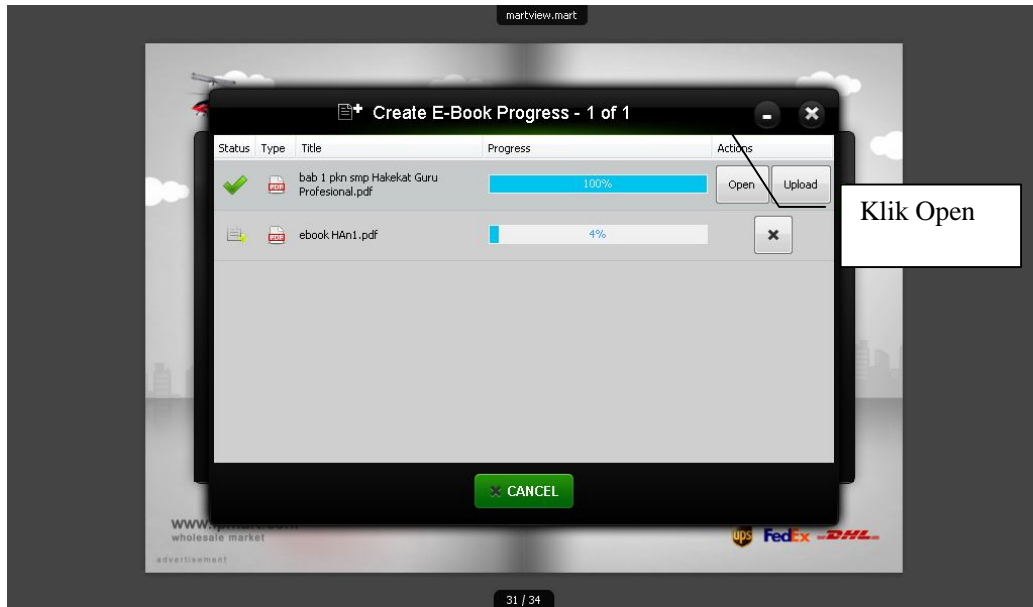 martview.mart
Create E-Book Progress - 1 of 1
Status Type Title Progress Actions
bab 1 pkn smp Hakekat Guru
Profesional.pdf
100%
Open Upload
ebook HAn1.pdf
4%
Klik Open
CANCEL
wholesale market
advertisement
ups FedEx DHL
31 / 34